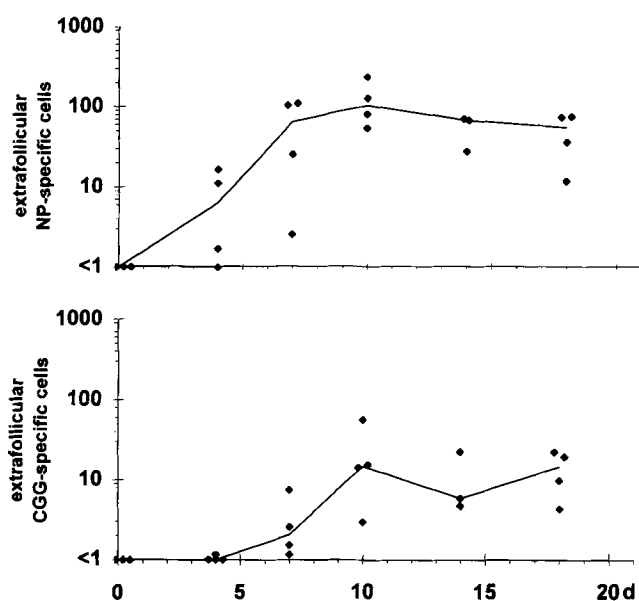 1000
100
10
<1
extrafollicular
NP-specific cells
1000
100
10
<1
extrafollicular
CGG-specific cells
0 5 10 15 20 d